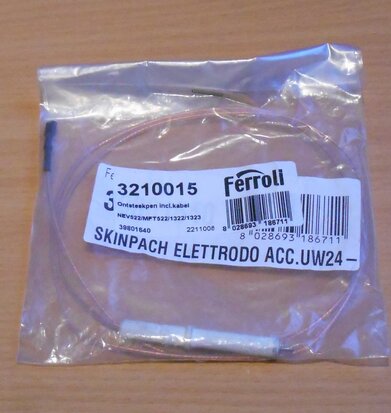 3210015
Ferroli
Ontsteekpen incl.kabel
NEV522/MFT522/1322/1323
39801640 2211006
8 028693 186711
8 028693 186711
SKINPACH ELETTRODO ACC.UW24-